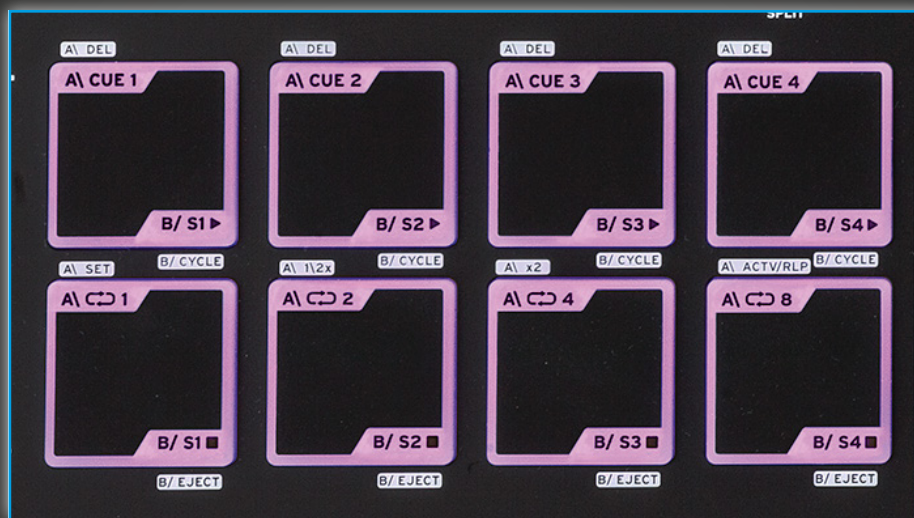 SPLIT
A\ DEL A\ DEL A\ DEL A\ DEL
A\ CUE 1 A\ CUE 2 A\ CUE 3 A\ CUE 4
B/ S1 ▶ B/ S2 ▶ B/ S3 ▶ B/ S4 ▶
B/ CYCLE B/ CYCLE B/ CYCLE B/ CYCLE
A\ SET A\ 1\2x A\ x2 A\ ACTV/RLP
A\ 1 A\ 2 A\ 4 A\ 8
B/ S1 ■ B/ S2 ■ B/ S3 ■ B/ S4 ■
B/ EJECT B/ EJECT B/ EJECT B/ EJECT